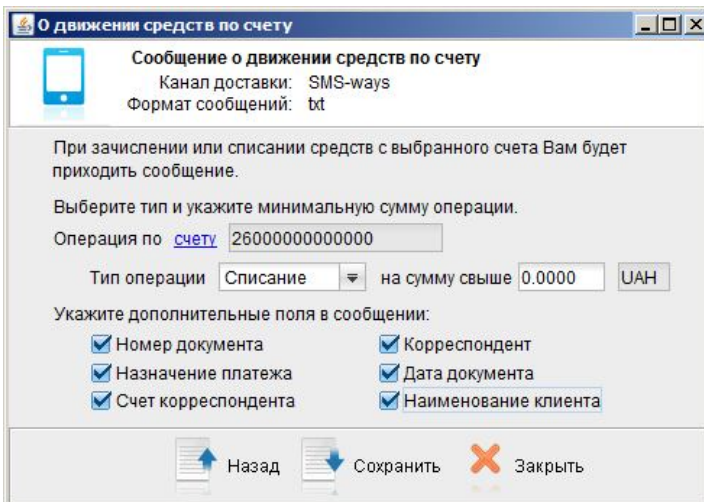 О движении средств по счету
Сообщение о движении средств по счету
Канал доставки: SMS-ways
Формат сообщений: txt
При зачислении или списании средств с выбранного счета Вам будет
приходить сообщение.
Выберите тип и укажите минимальную сумму операции.
Операция по счету 26000000000000
Тип операции Списание на сумму свыше 0.0000 UAH
Укажите дополнительные поля в сообщении:
Номер документа Корреспондент
Назначение платежа Дата документа
Счет корреспондента Наименование клиента
Назад Сохранить Закрыть